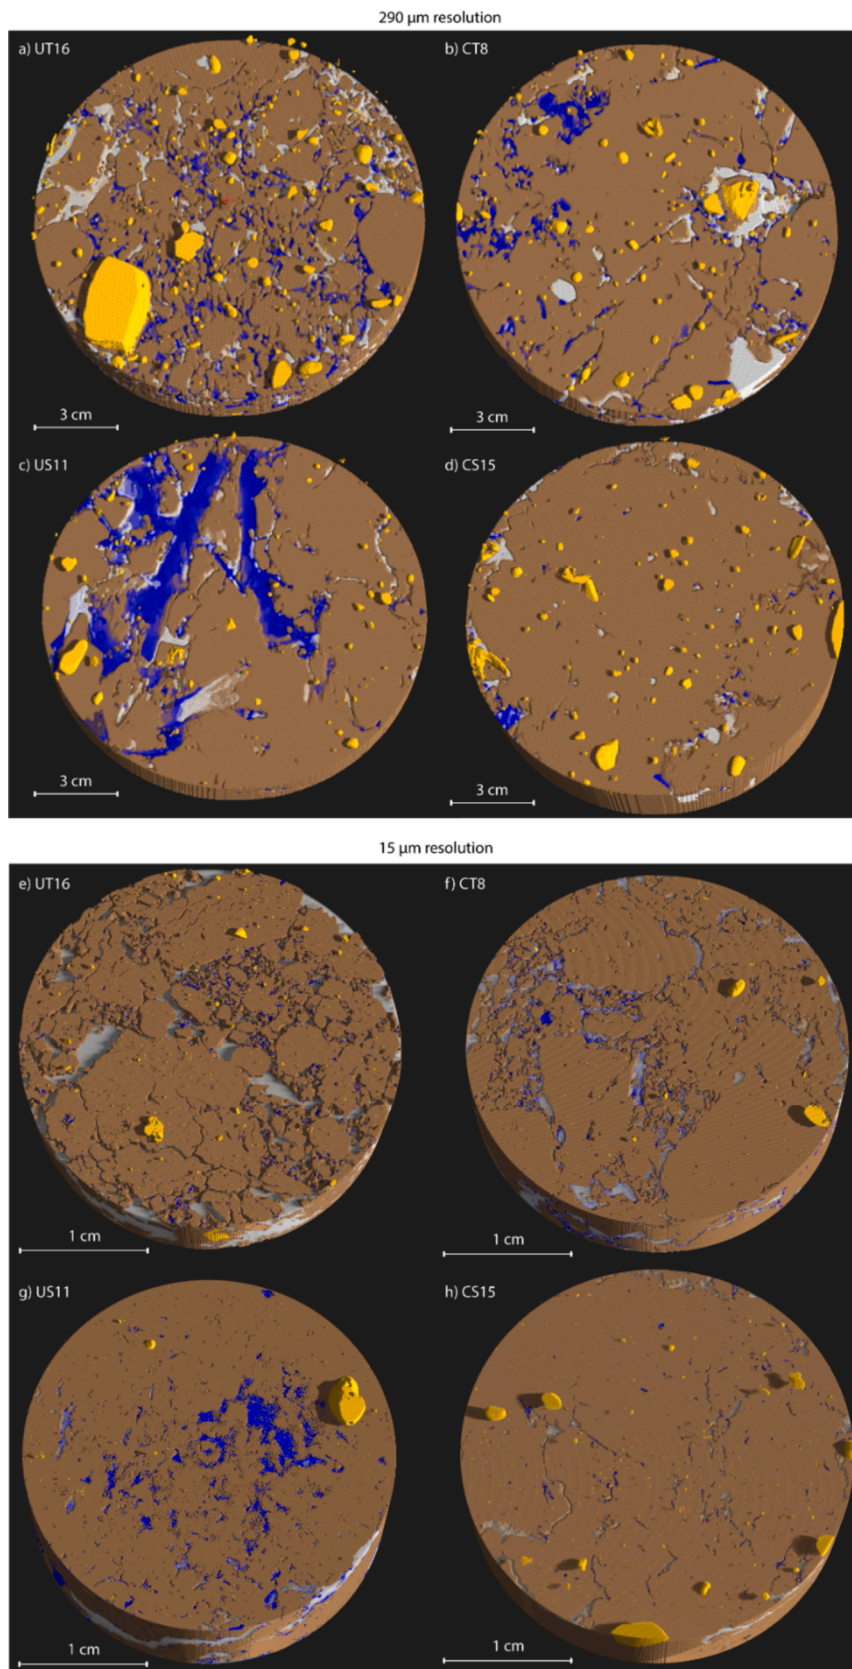 290 µm resolution
a) UT16
b) CT8
3 cm
3 cm
c) US11
d) CS15
3 cm
3 cm
15 µm resolution
e) UT16
f) CT8
1 cm
1 cm
g) US11
h) CS15
1 cm
1 cm